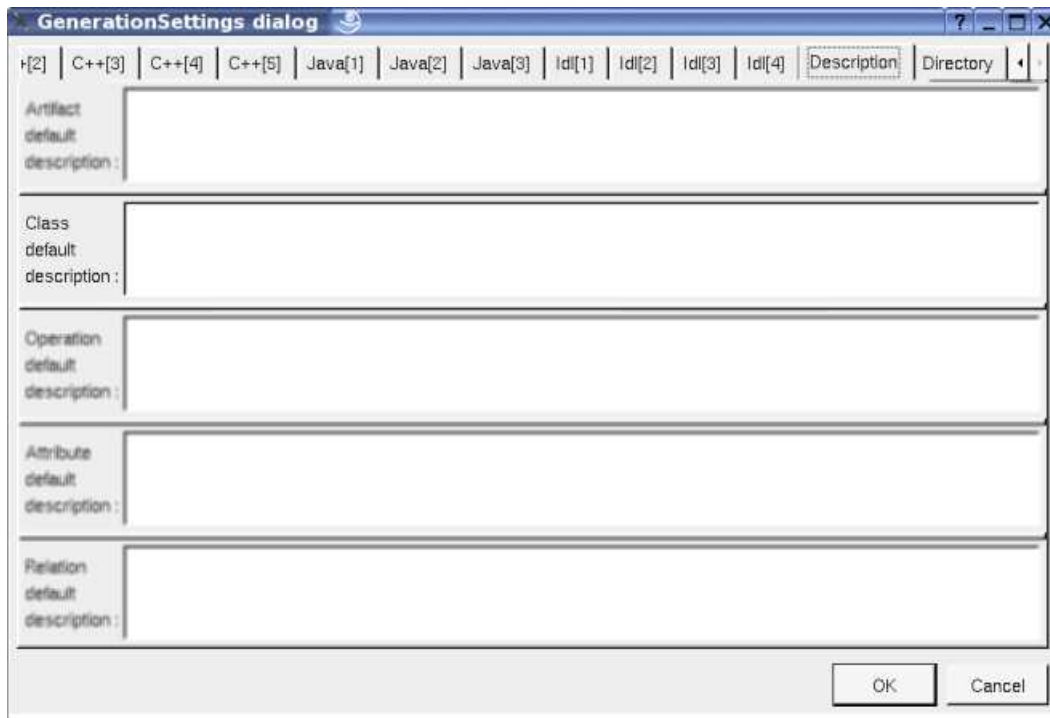 GenerationSettings dialog
+[2] C++[3] C++[4] C++[5] Java[1] Java[2] Java[3] Idl[1] Idl[2] Idl[3] Idl[4] Description Directory
Artifact
default
description :
Class
default
description :
Operation
default
description :
Attribute
default
description :
Relation
default
description :
OK Cancel